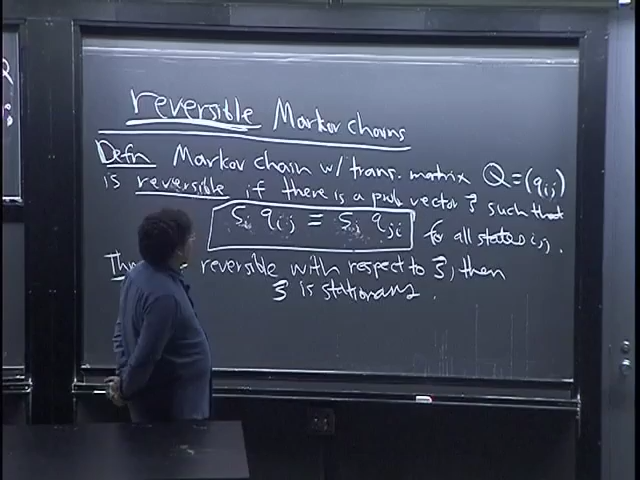 reversible Markov chains
Defn Markov chain w/ trans. matrix Q = (qij)
is reversible if there is a prob vector s such that
si qij = sj qji for all states i,j.
reversible with respect to s, then
s is stationary.